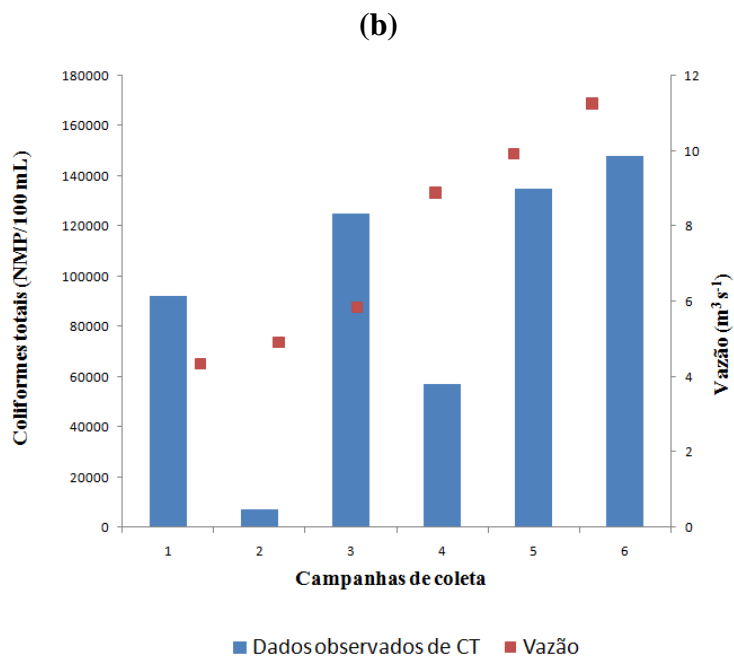 (b)
Coliformes totais (NMP/100 mL)
180000
160000
140000
120000
100000
80000
60000
40000
20000
0
12
10
8
6
4
2
0
Vazão (m³ s⁻¹)
1 2 3 4 5 6
Campanhas de coleta
Dados observados de CT Vazão